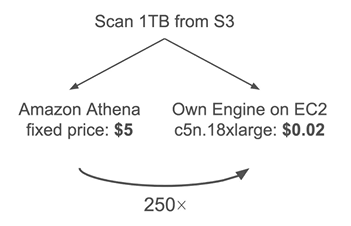 Scan 1TB from S3
Amazon Athena
fixed price: $5
Own Engine on EC2
c5n.18xlarge: $0.02
250×